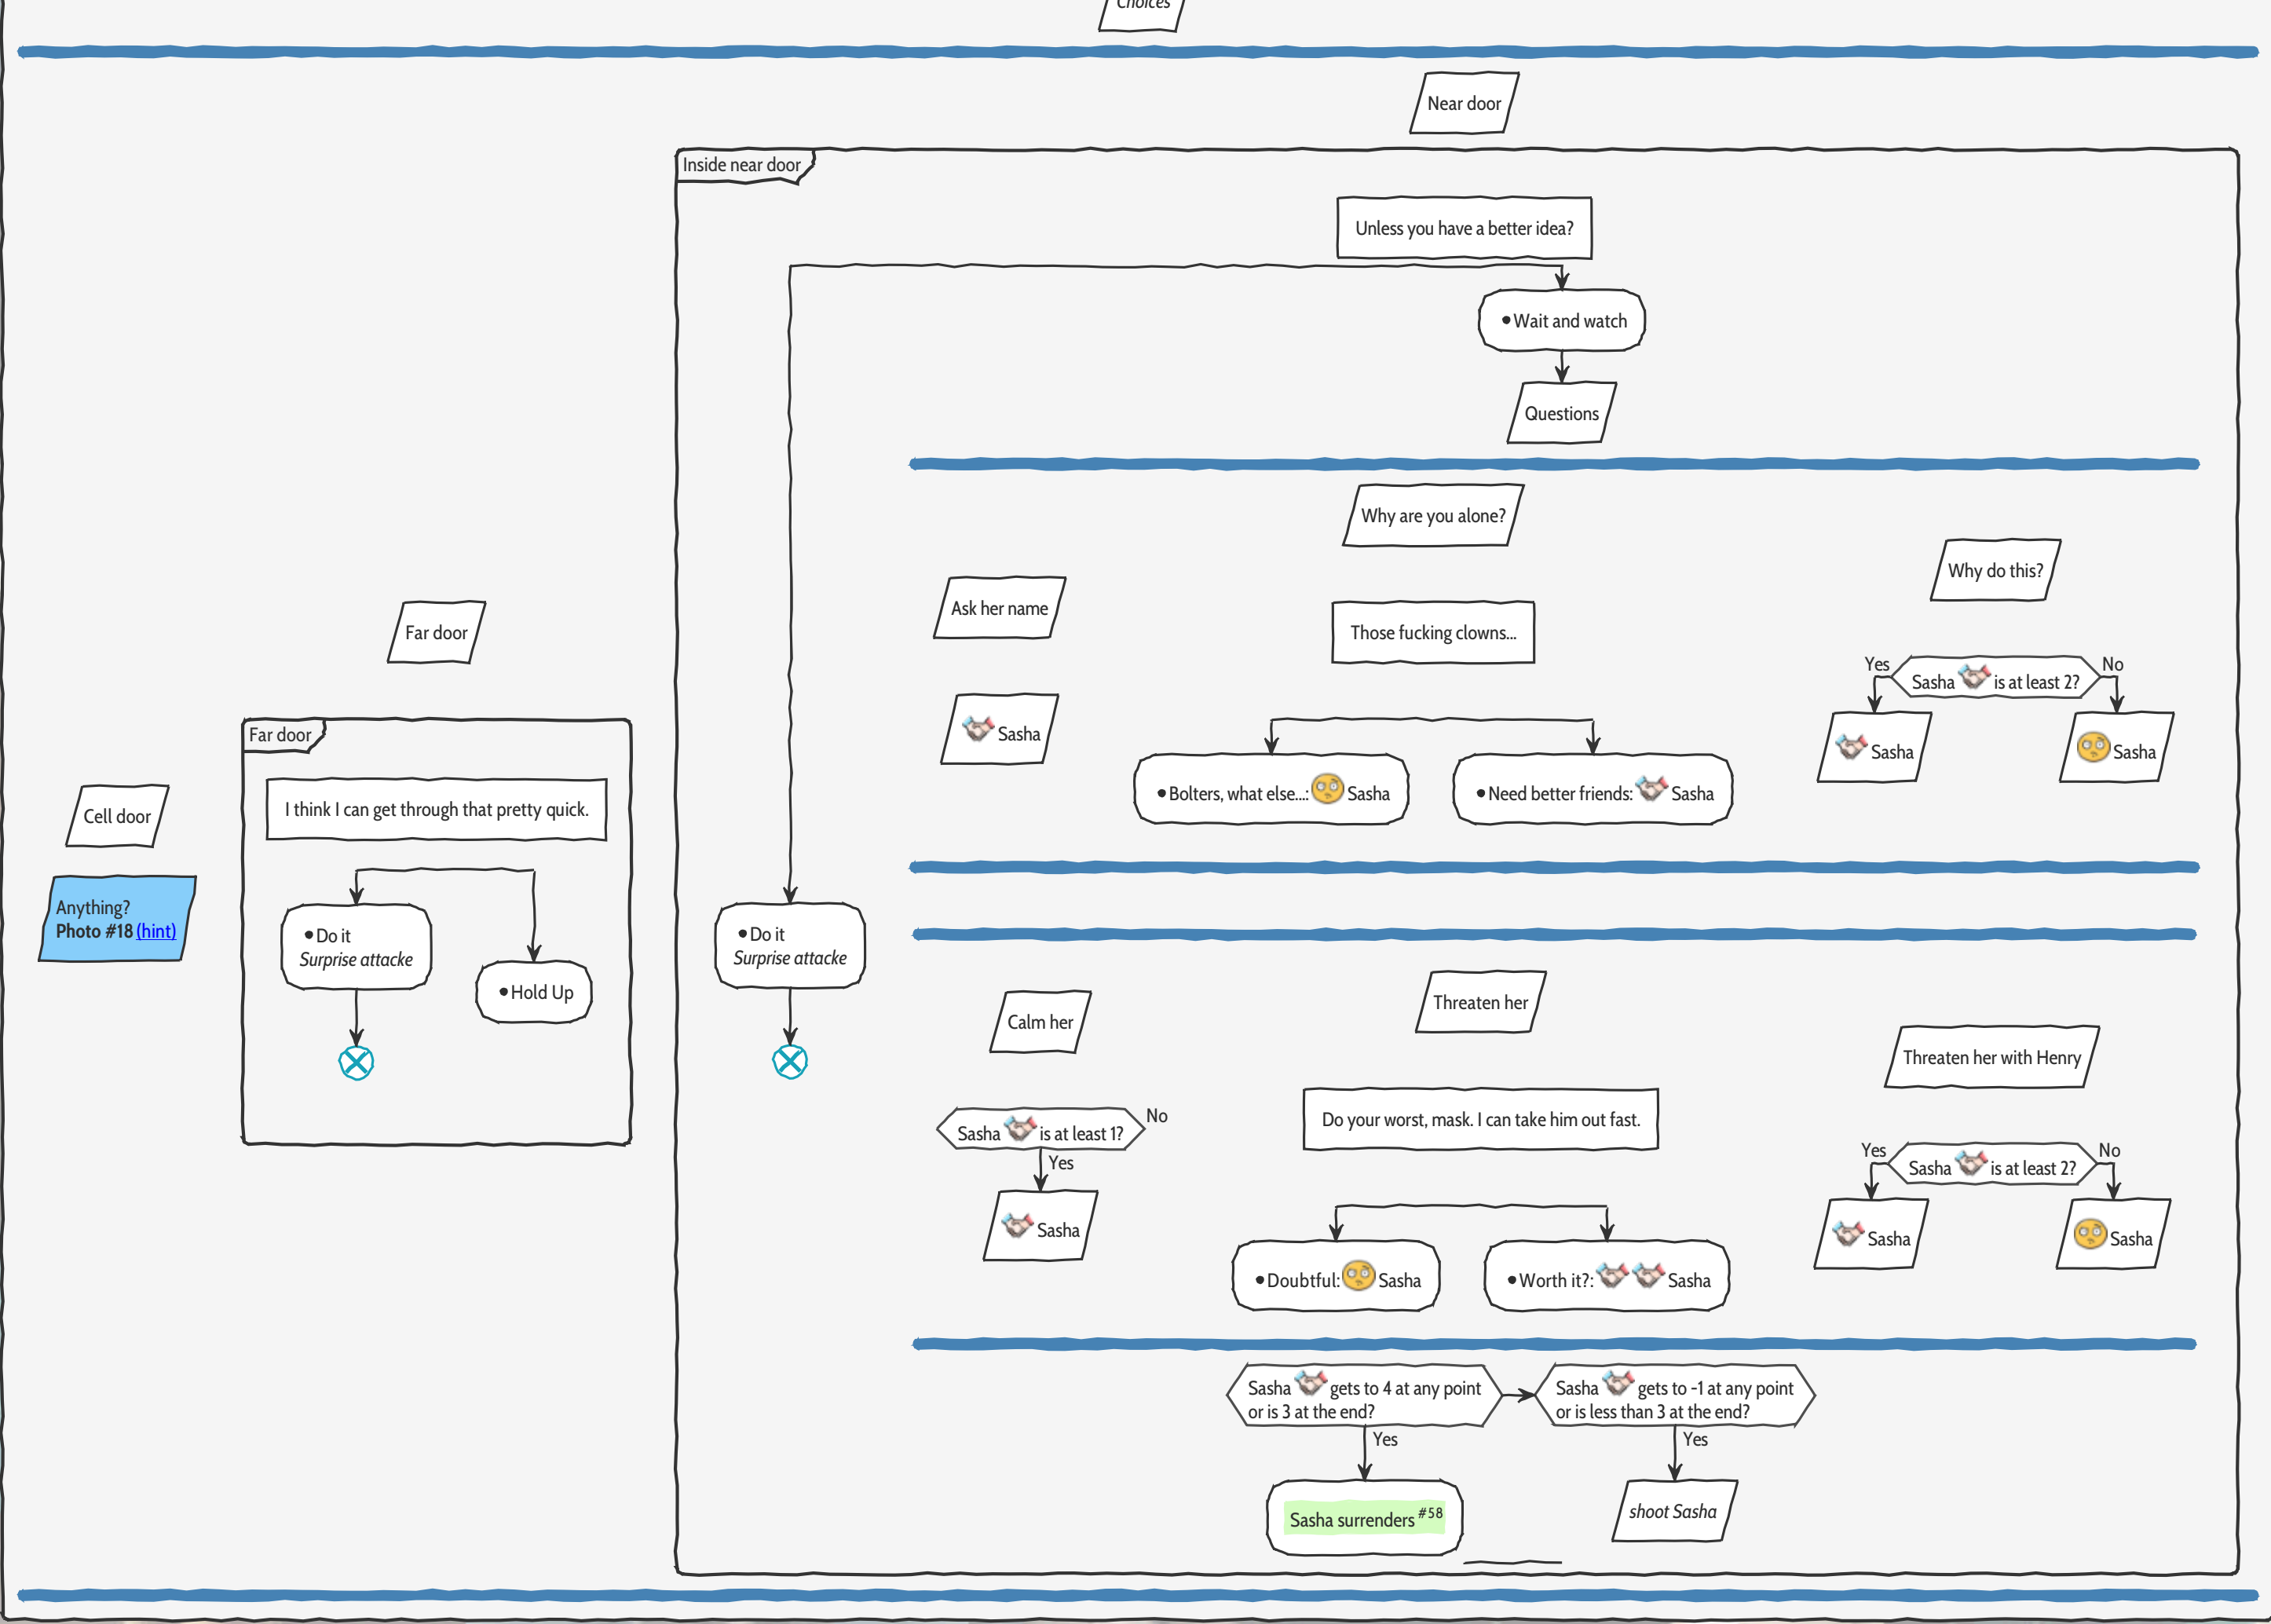 Choices
Near door
Inside near door
Unless you have a better idea?
•Wait and watch
Questions
Why are you alone?
Why do this?
Ask her name
Far door
Those fucking clowns...
Yes
Sasha is at least 2?
No
Sasha
Sasha
Sasha
Far door
•Bolters, what else...: Sasha
•Need better friends: Sasha
Cell door
I think I can get through that pretty quick.
Anything?
Photo #18 (hint)
•Do it
Surprise attacke
•Hold Up
•Do it
Surprise attacke
Calm her
Threaten her
Threaten her with Henry
Sasha is at least 1?
No
Yes
Sasha
Do your worst, mask. I can take him out fast.
Yes
Sasha is at least 2?
No
Sasha
Sasha
•Doubtful: Sasha
•Worth it?: Sasha
Sasha gets to 4 at any point
or is 3 at the end?
Sasha gets to -1 at any point
or is less than 3 at the end?
Yes
Yes
Sasha surrenders #58
shoot Sasha